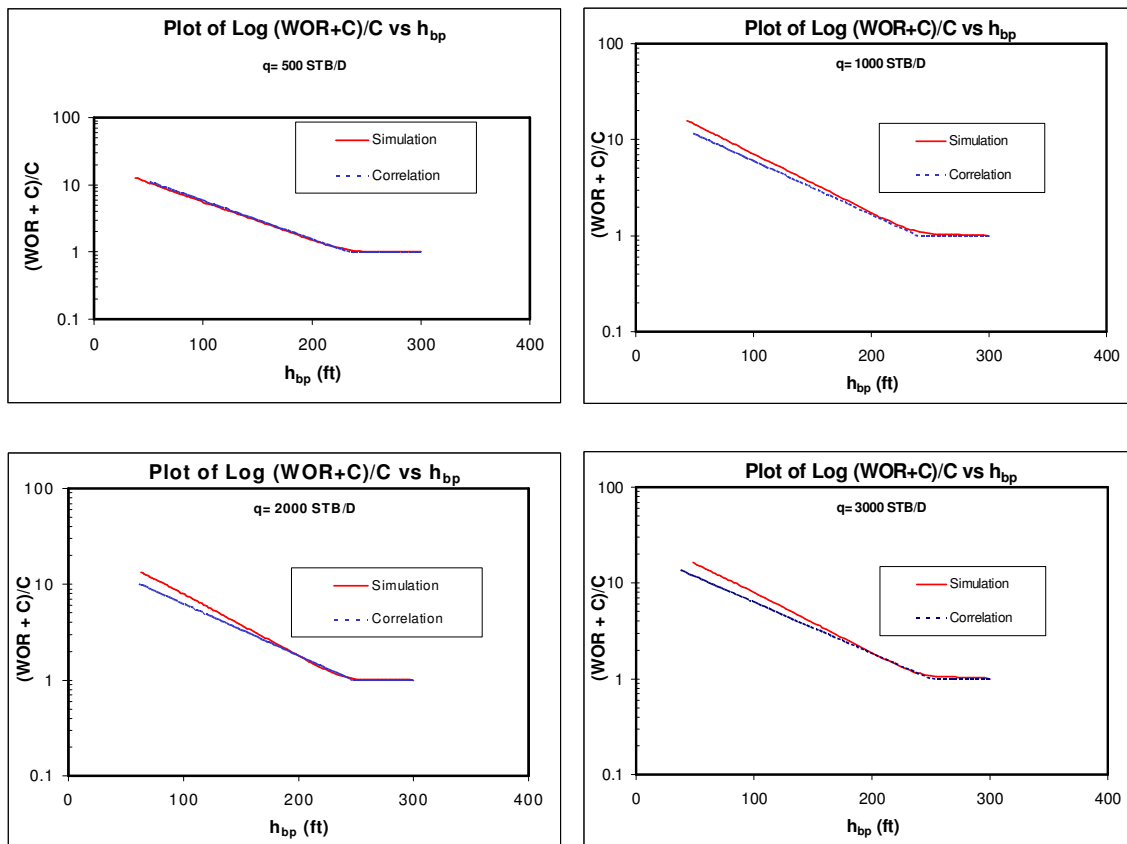 Plot of Log (WOR+C)/C vs hbp
q= 500 STB/D
(WOR + C)/C
100
10
1
0.1
Simulation
Correlation
0 100 200 300 400
hbp (ft)
Plot of Log (WOR+C)/C vs hbp
q= 1000 STB/D
(WOR + C)/C
100
10
1
0.1
Simulation
Correlation
0 100 200 300 400
hbp (ft)
Plot of Log (WOR+C)/C vs hbp
q= 2000 STB/D
(WOR + C)/C
100
10
1
0.1
Simulation
Correlation
0 100 200 300 400
hbp (ft)
Plot of Log (WOR+C)/C vs hbp
q= 3000 STB/D
(WOR + C)/C
100
10
1
0.1
Simulation
Correlation
0 100 200 300 400
hbp (ft)